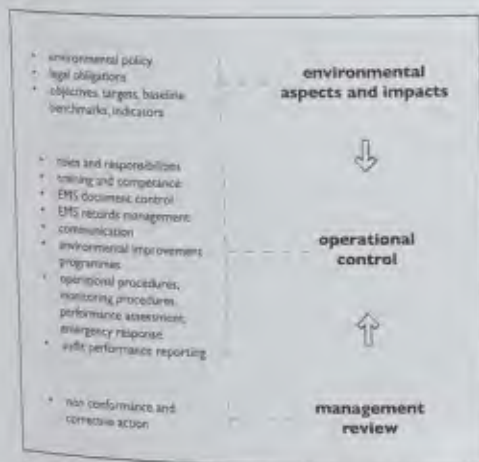 • environmental policy
• legal obligations
• objectives, targets, baseline
benchmarks, indicators
environmental
aspects and impacts
• roles and responsibilities
• training and competence
• EMS document control
• EMS records management
• communication
• environmental improvement
programmes
• operational procedures,
monitoring procedures
performance assessment,
emergency response
• audit performance reporting
operational
control
• non conformance and
corrective action
management
review